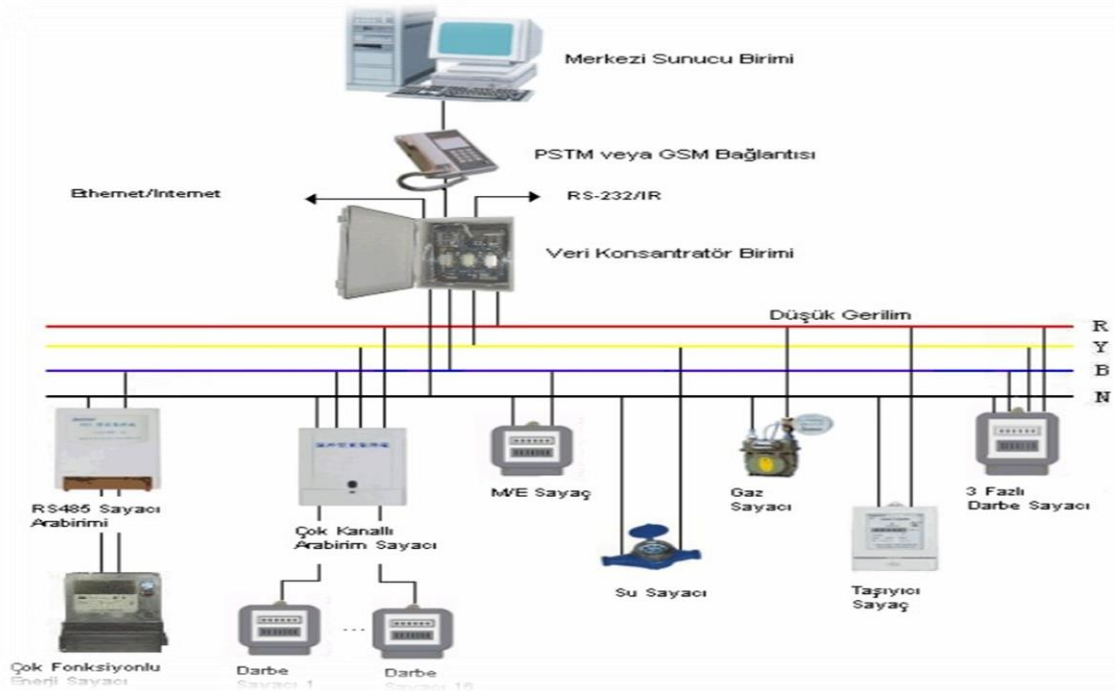 Merkezi Sunucu Birimi
PSTM veya GSM Bağlantısı
Ethernet/Internet
RS-232/IR
Veri Konsantratör Birimi
Düşük Gerilim
R
Y
B
N
RS485 Sayacı
Arabirimi
Çok Kanallı
Arabirim Sayacı
M/E Sayaç
Gaz
Sayacı
3 Fazlı
Darbe Sayacı
Su Sayacı
Taşıyıcı
Sayaç
Çok Fonksiyonlu
Enerji Sayacı
Darbe
Sayacı 1
...
Darbe
Sayacı 16